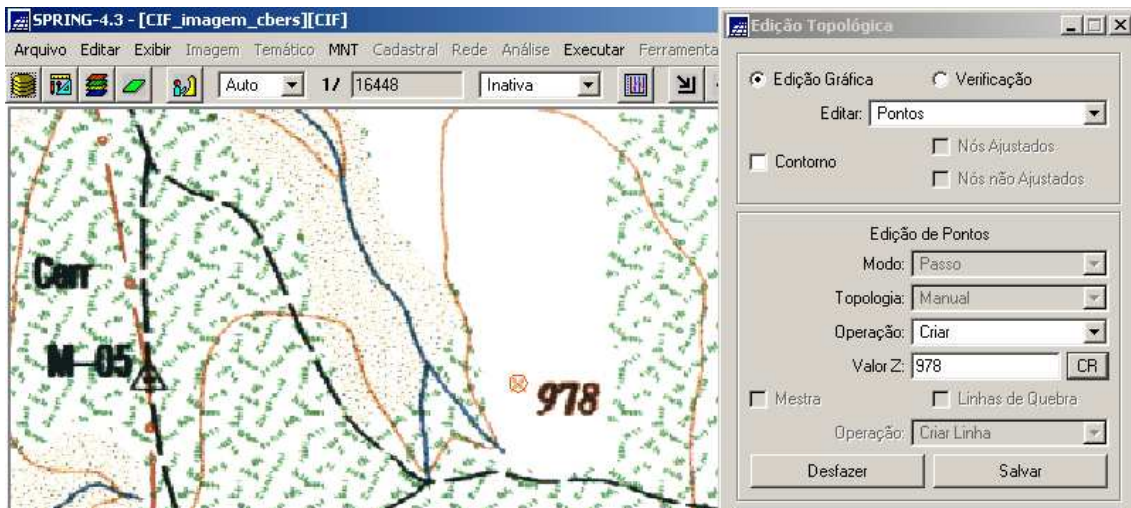 SPRING-4.3 - [CIF_imagem_cbers][CIF]
Arquivo Editar Exibir Imagem Temático MNT Cadastral Rede Análise Executar Ferramenta
Auto 1/ 16448 Inativa
Carr
M-05
978
Edição Topológica
Edição Gráfica Verificação
Editar: Pontos
Contorno
Nós Ajustados
Nós não Ajustados
Edição de Pontos
Modo: Passo
Topologia: Manual
Operação: Criar
Valor Z: 978 CR
Mestra Linhas de Quebra
Operação: Criar Linha
Desfazer Salvar